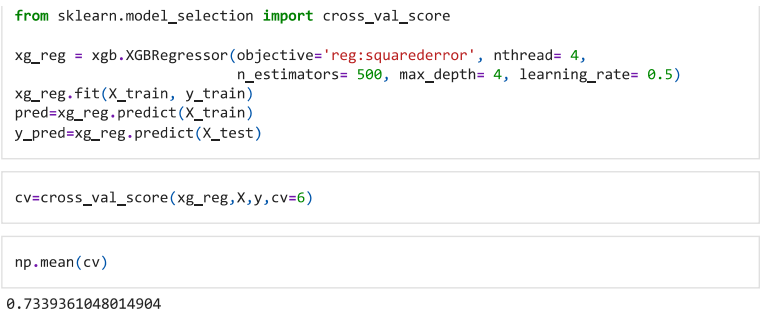 from sklearn.model_selection import cross_val_score
xg_reg = xgb.XGBRegressor(objective='reg:squarederror', nthread= 4,
n_estimators= 500, max_depth= 4, learning_rate= 0.5)
xg_reg.fit(X_train, y_train)
pred=xg_reg.predict(X_train)
y_pred=xg_reg.predict(X_test)
cv=cross_val_score(xg_reg,X,y,cv=6)
np.mean(cv)
0.7339361048014904